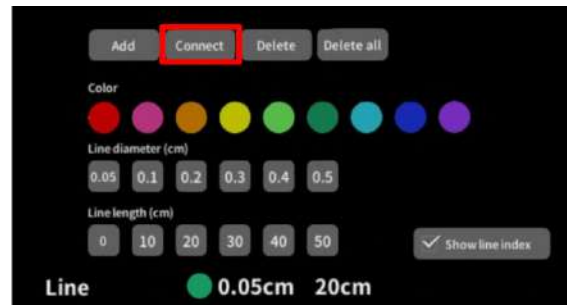 Add Connect Delete Delete all
Color
Line diameter (cm)
0.05 0.1 0.2 0.3 0.4 0.5
Line length (cm)
0 10 20 30 40 50 Show line index
Line 0.05cm 20cm